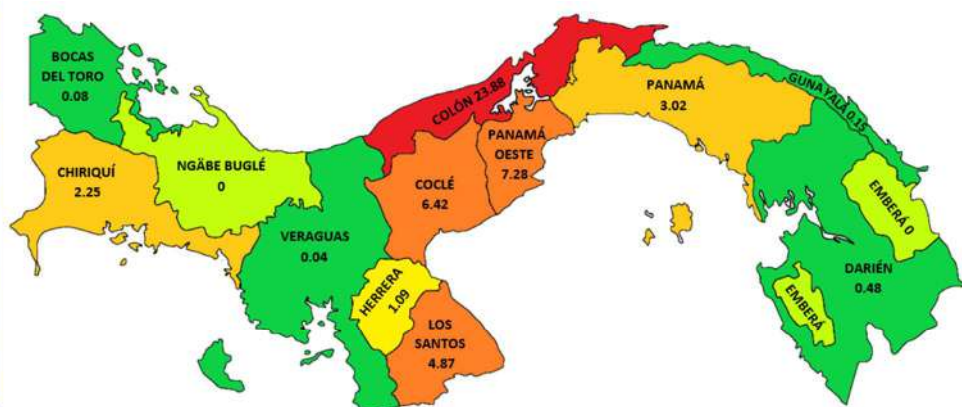 BOCAS
DEL TORO
0.08
CHIRIQUÍ
2.25
NGÄBE BUGLÉ
0
VERAGUAS
0.04
COLÓN 23.88
COCLÉ
6.42
PANAMÁ
OESTE
7.28
HERRERA
1.09
LOS
SANTOS
4.87
PANAMÁ
3.02
GUNA YALA 0.15
EMBERÁ 0
DARIÉN
0.48
EMBERÁ